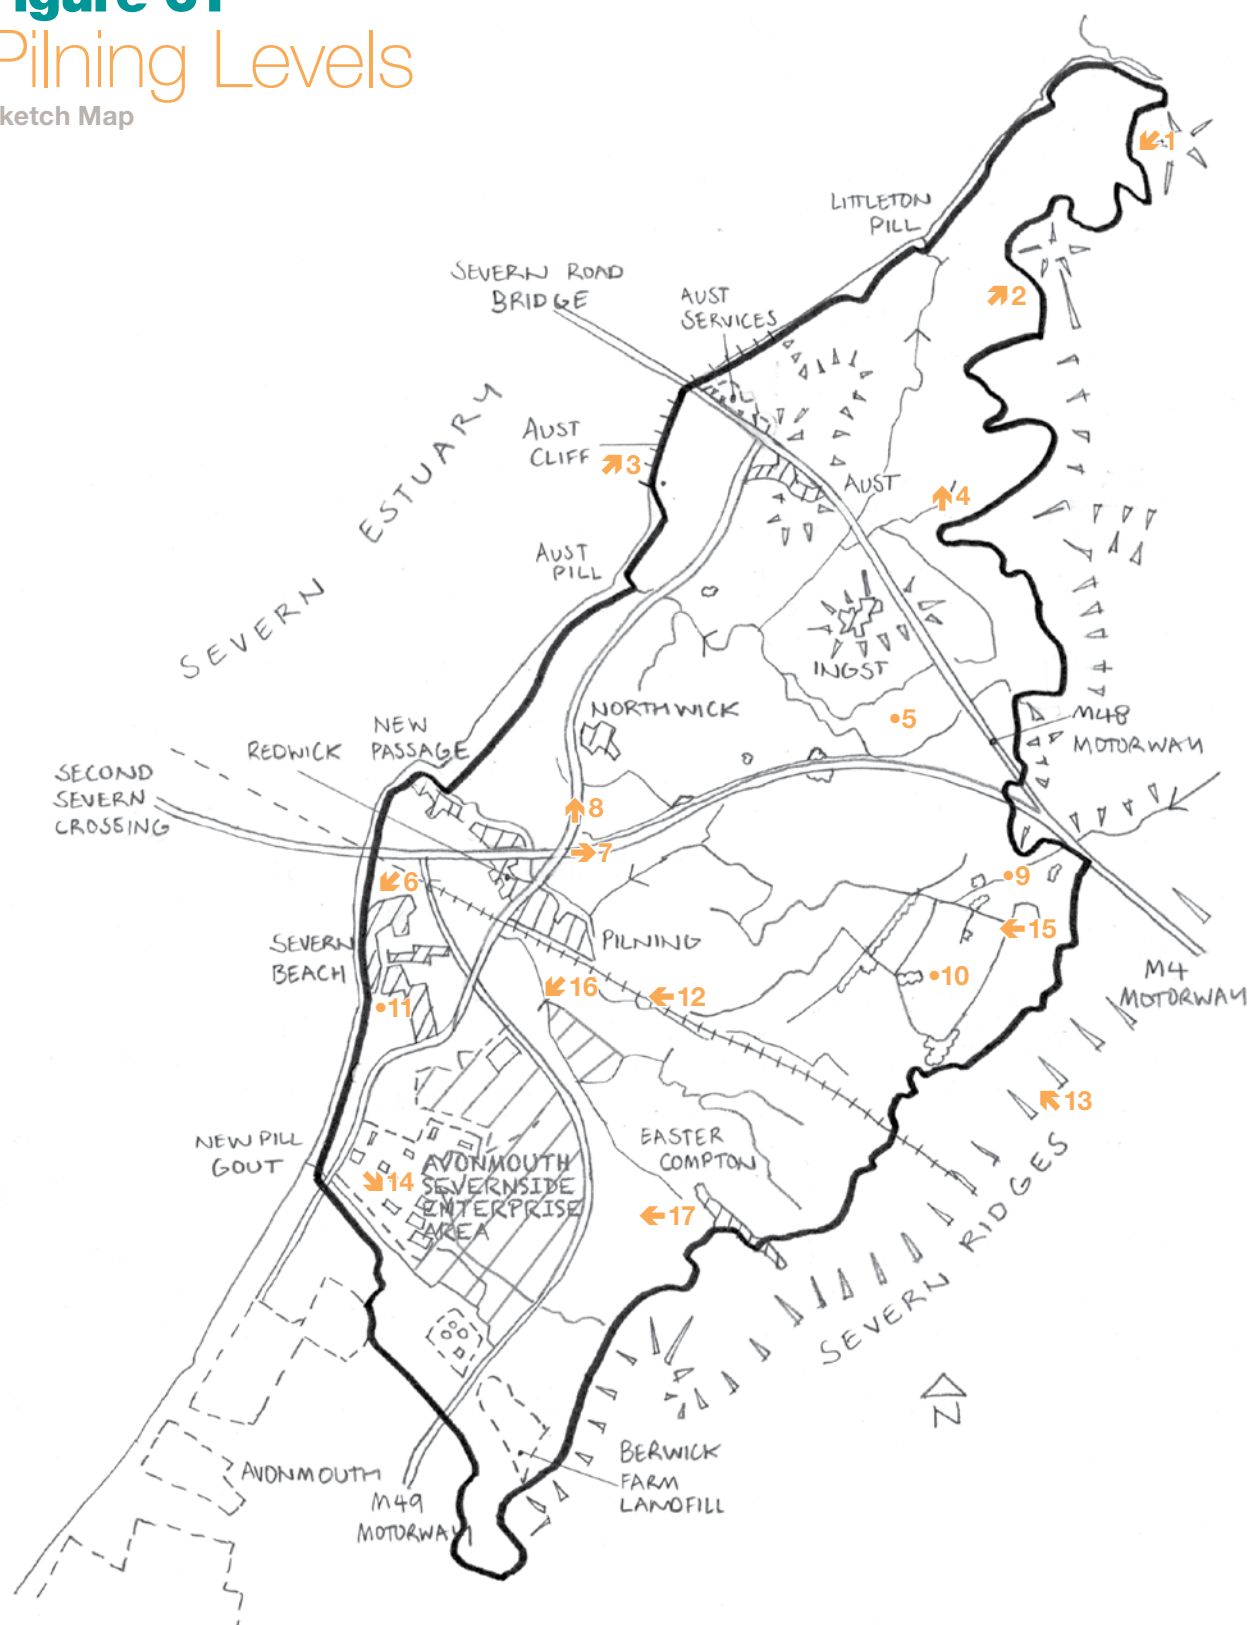 Figure 61
Pilning Levels
Sketch Map
1
LITTLETON
PILL
SEVERN ROAD
BRIDGE
AUST
SERVICES
2
SEVERN ESTUARY
AUST
CLIFF
3
AUST
4
AUST
PILL
INGST
5
NORTHWICK
M48
MOTORWAY
NEW
PASSAGE
REDWICK
SECOND
SEVERN
CROSSING
8
7
6
9
15
SEVERN
BEACH
PILNING
10
M4
MOTORWAY
16
12
11
13
NEW PILL
GOUT
EASTER
COMPTON
14
AVONMOUTH
SEVERNSIDE
ENTERPRISE
AREA
17
SEVERN RIDGES
N
AVONMOUTH
M49
MOTORWAY
BERWICK
FARM
LANDFILL